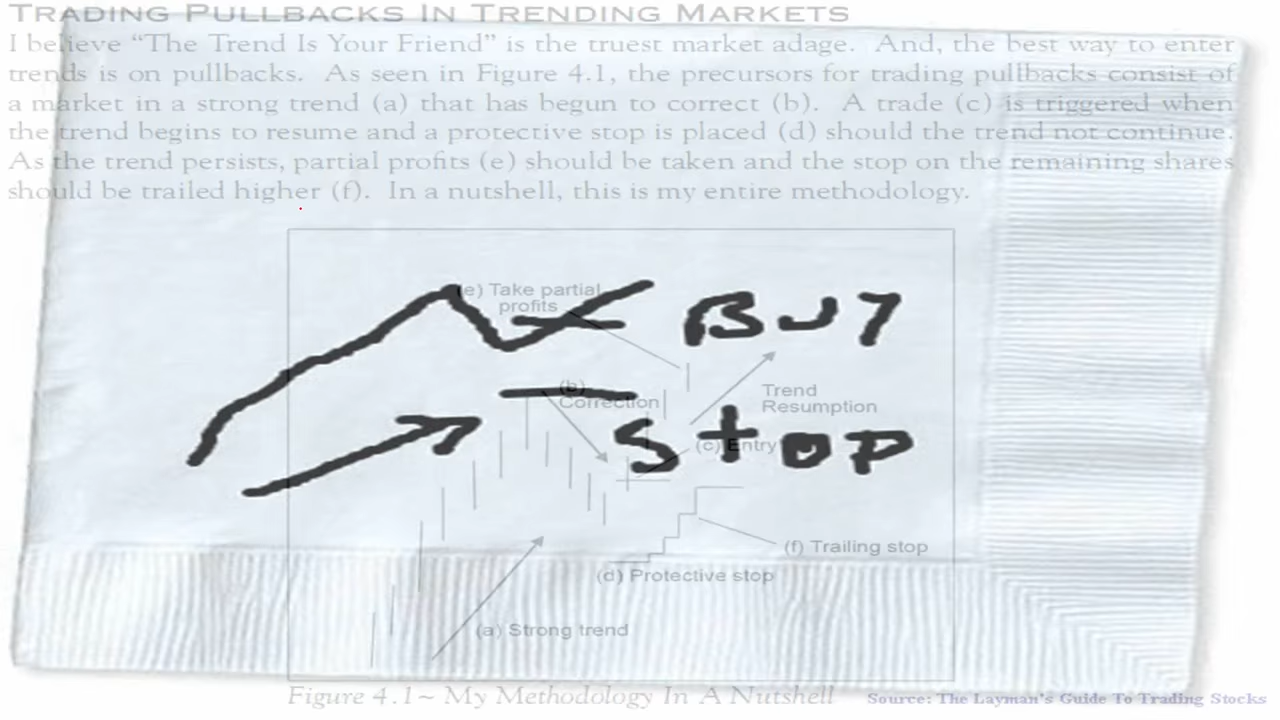 TRADING PULLBACKS IN TRENDING MARKETS
I believe “The Trend Is Your Friend” is the truest market adage. And, the best way to enter
trends is on pullbacks. As seen in Figure 4.1, the precursors for trading pullbacks consist of
a market in a strong trend (a) that has begun to correct (b). A trade (c) is triggered when
the trend begins to resume and a protective stop is placed (d) should the trend not continue.
As the trend persists, partial profits (e) should be taken and the stop on the remaining shares
should be trailed higher (f). In a nutshell, this is my entire methodology.
(e) Take partial
profits
BUY
(b)
Correction
Trend
Resumption
Stop
(c) Entry
(f) Trailing stop
(d) Protective stop
(a) Strong trend
Figure 4.1~ My Methodology In A Nutshell
Source: The Layman's Guide To Trading Stocks